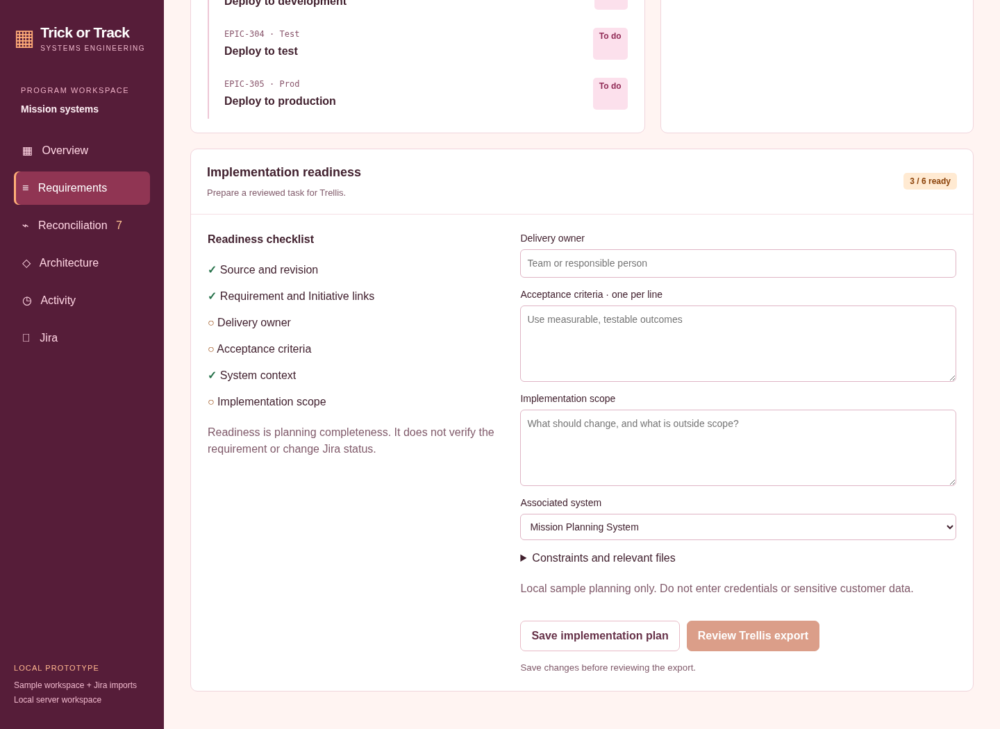 Trick or Track
SYSTEMS ENGINEERING
PROGRAM WORKSPACE
Mission systems
Overview
Requirements
Reconciliation 7
Architecture
Activity
Jira
LOCAL PROTOTYPE
Sample workspace + Jira imports
Local server workspace
Deploy to development
EPIC-304 · Test
Deploy to test
To do
EPIC-305 · Prod
Deploy to production
To do
Implementation readiness
Prepare a reviewed task for Trellis.
3 / 6 ready
Readiness checklist
✓ Source and revision
✓ Requirement and Initiative links
○ Delivery owner
○ Acceptance criteria
✓ System context
○ Implementation scope
Readiness is planning completeness. It does not verify the
requirement or change Jira status.
Delivery owner
Team or responsible person
Acceptance criteria · one per line
Use measurable, testable outcomes
Implementation scope
What should change, and what is outside scope?
Associated system
Mission Planning System
Constraints and relevant files
Local sample planning only. Do not enter credentials or sensitive customer data.
Save implementation plan
Review Trellis export
Save changes before reviewing the export.